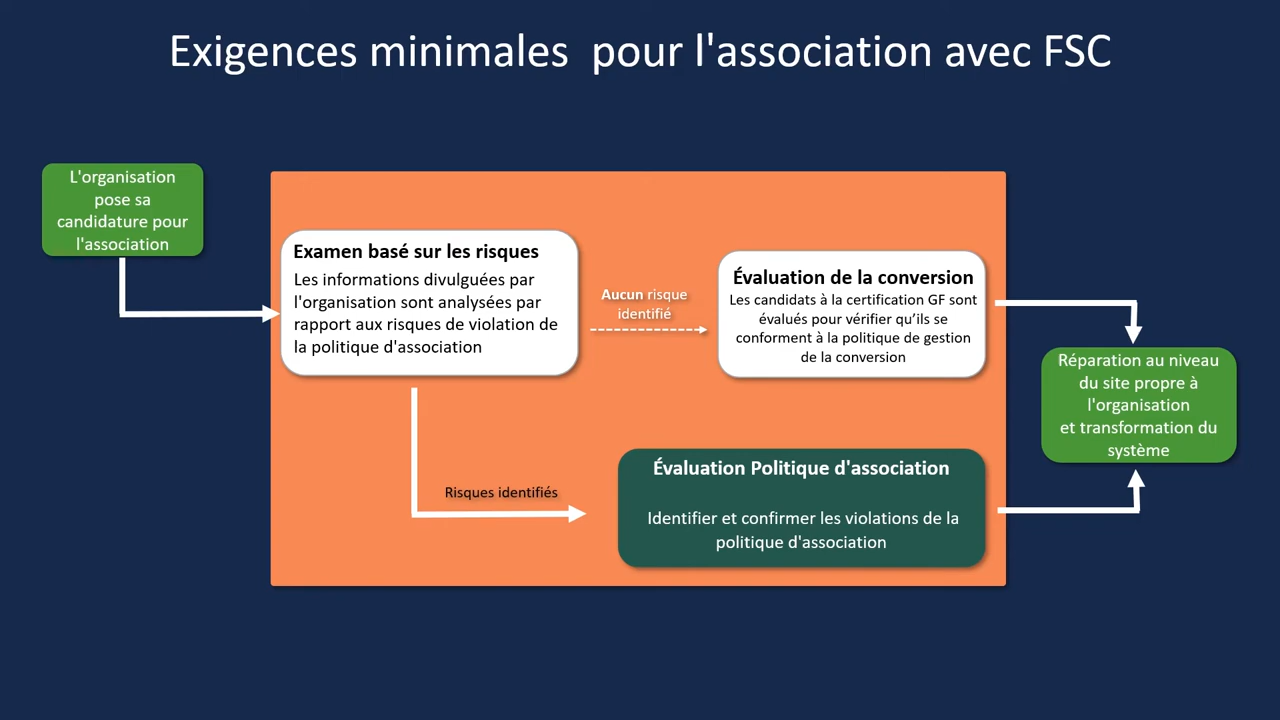 Exigences minimales  pour l'association avec FSC
L'organisation
pose sa
candidature pour
l'association
Examen basé sur les risques
Les informations divulguées par
l'organisation sont analysées par
rapport aux risques de violation de
la politique d'association
Aucun risque
identifié
Évaluation de la conversion
Les candidats à la certification GF sont
évalués pour vérifier qu’ils se
conforment à la politique de gestion
de la conversion
Réparation au niveau
du site propre à
l'organisation
et transformation du
système
Risques identifiés
Évaluation Politique d'association
Identifier et confirmer les violations de la
politique d'association